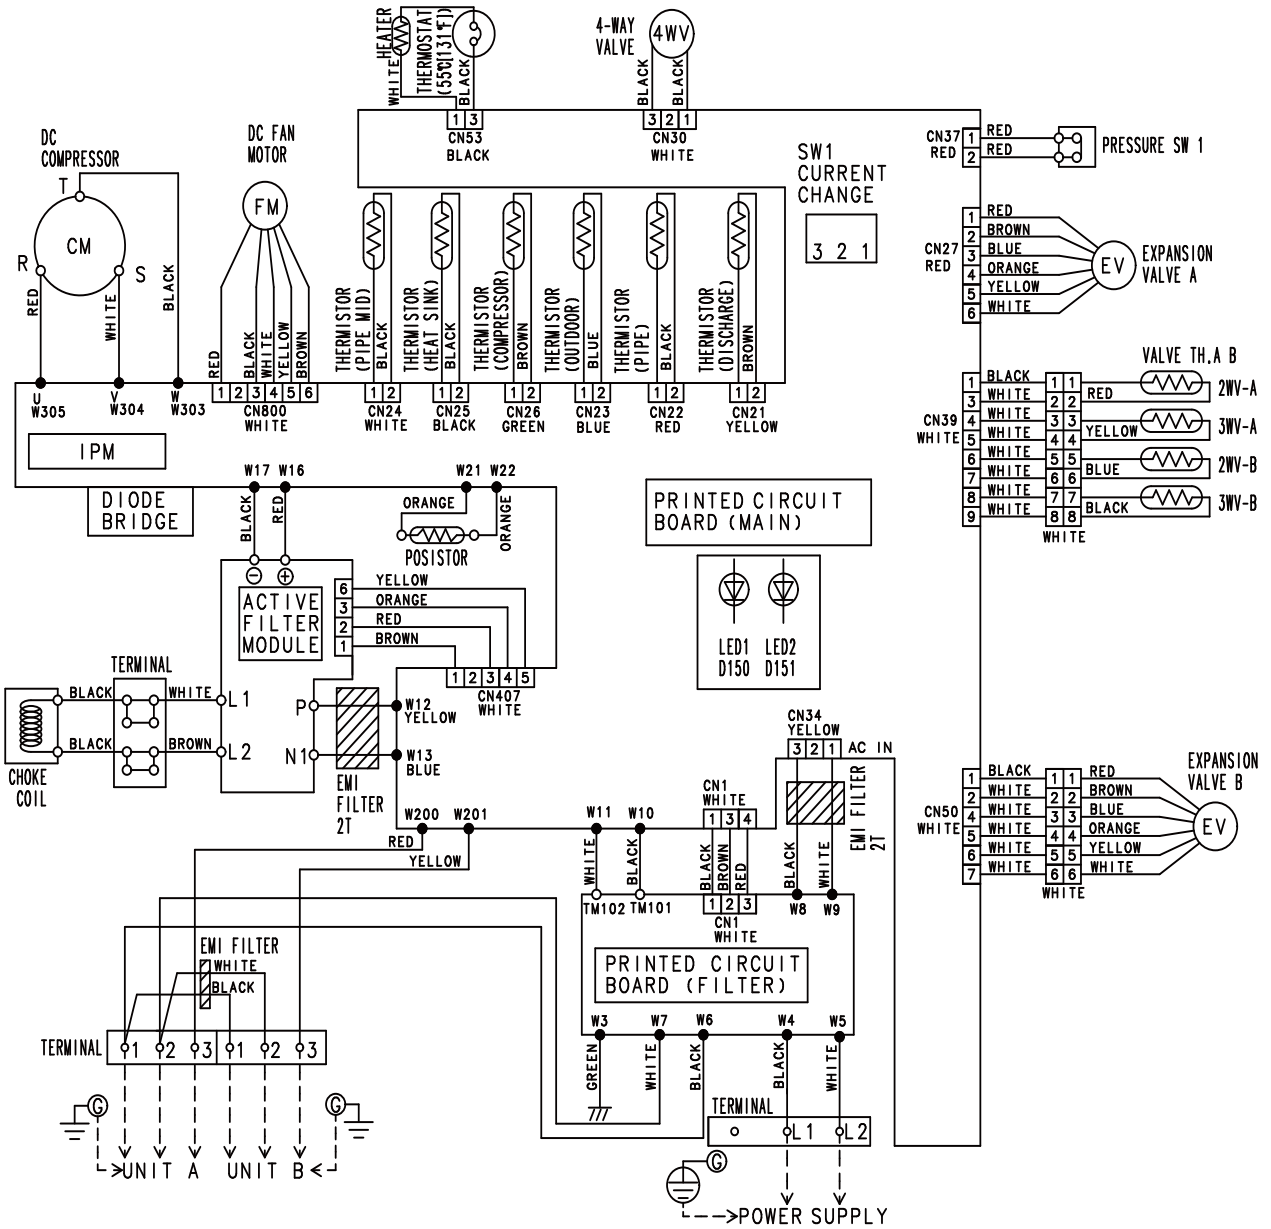 HEATER
WHITE
THERMOSTAT
(55℃[131°F])
BLACK
1 3
CN53
BLACK
4-WAY
VALVE
4WV
BLACK
BLACK
3 2 1
CN30
WHITE
SW1
CURRENT
CHANGE
3 2 1
CN37
RED
1
2
RED
RED
PRESSURE SW 1
DC
COMPRESSOR
T
CM
R
S
RED
WHITE
BLACK
U
W305
V
W304
W
W303
DC FAN
MOTOR
FM
RED
BLACK
WHITE
YELLOW
BROWN
1 2 3 4 5 6
CN800
WHITE
THERMISTOR
(PIPE MID)
BLACK
1 2
CN24
WHITE
THERMISTOR
(HEAT SINK)
BLACK
1 2
CN25
BLACK
THERMISTOR
(COMPRESSOR)
BROWN
1 2
CN26
GREEN
THERMISTOR
(OUTDOOR)
BLUE
1 2
CN23
BLUE
THERMISTOR
(PIPE)
BLACK
1 2
CN22
RED
THERMISTOR
(DISCHARGE)
BROWN
1 2
CN21
YELLOW
CN27
RED
1 RED
2 BROWN
3 BLUE
4 ORANGE
5 YELLOW
6 WHITE
EV
EXPANSION
VALVE A
VALVE TH.A B
CN39
WHITE
1 BLACK 1 1
3 WHITE 2 2 RED
4 WHITE 3 3
5 WHITE 4 4 YELLOW
6 WHITE 5 5
7 WHITE 6 6 BLUE
8 WHITE 7 7
9 WHITE 8 8 BLACK
WHITE
2WV-A
3WV-A
2WV-B
3WV-B
IPM
DIODE
BRIDGE
W17
W16
BLACK
RED
− +
W21
W22
ORANGE
ORANGE
POSISTOR
PRINTED CIRCUIT
BOARD (MAIN)
LED1
D150
LED2
D151
ACTIVE
FILTER
MODULE
6 YELLOW
3 ORANGE
2 RED
1 BROWN
1 2 3 4 5
CN407
WHITE
TERMINAL
BLACK
WHITE
L1
BLACK
BROWN
L2
CHOKE
COIL
P
N1
W12
YELLOW
W13
BLUE
EMI
FILTER
2T
CN34
YELLOW
3 2 1
AC IN
EMI FILTER
2T
BLACK
WHITE
W8
W9
CN50
WHITE
1 BLACK 1 1 RED
2 WHITE 2 2 BROWN
4 WHITE 3 3 BLUE
5 WHITE 4 4 ORANGE
6 WHITE 5 5 YELLOW
7 WHITE 6 6 WHITE
WHITE
EXPANSION
VALVE B
EV
W200
W201
RED
YELLOW
W11
W10
WHITE
BLACK
TM102
TM101
CN1
WHITE
1 3 4
BLACK
BROWN
RED
1 2 3
CN1
WHITE
PRINTED CIRCUIT
BOARD (FILTER)
W3
W7
W6
W4
W5
GREEN
WHITE
BLACK
BLACK
WHITE
EMI FILTER
WHITE
BLACK
TERMINAL
1 2 3 1 2 3
G
G
UNIT A
UNIT B
TERMINAL
L1
L2
G
POWER SUPPLY